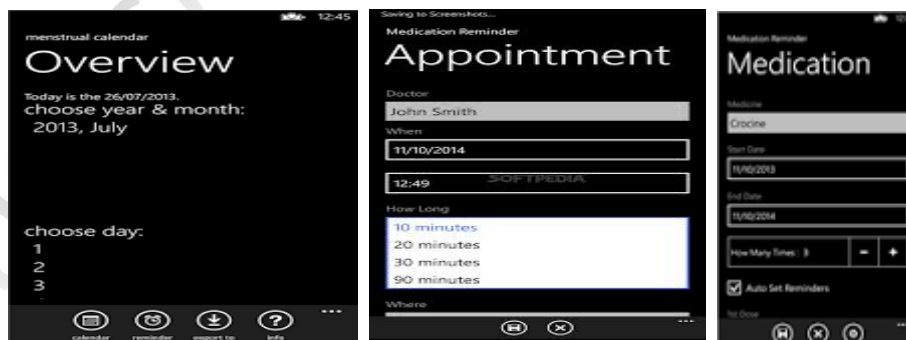 12:45
menstrual calendar
Overview
Today is the 26/07/2013.
choose year & month:
2013, July
choose day:
1
2
3
calendar
reminder
export to
info
...
Saving to Screenshots...
Medication Reminder
Appointment
Doctor
John Smith
When
11/10/2014
12:49
SOFTPEDIA
How Long
10 minutes
20 minutes
30 minutes
90 minutes
Where
...
Medication Reminder
Medication
Medicine
Crocine
Start Date
11/10/2013
End Date
11/10/2014
How Many Times: 3
- +
Auto Set Reminders
1st Dose